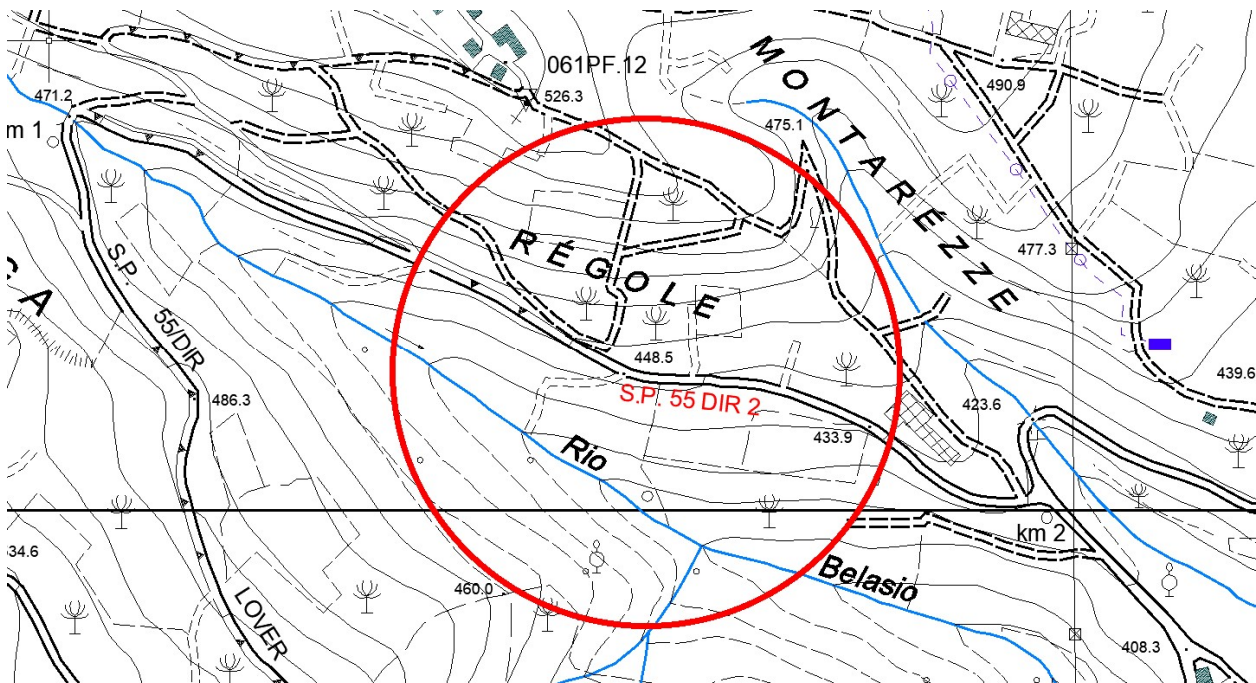 061PF.12
471.2
526.3
490.9
km 1
475.1
MONTARÉZZE
477.3
RÉGOLE
S.P. 55/DIR
448.5
439.6
486.3
S.P. 55 DIR 2
423.6
433.9
Rio Belasio
km 2
34.6
460.0
LOVER
408.3
A